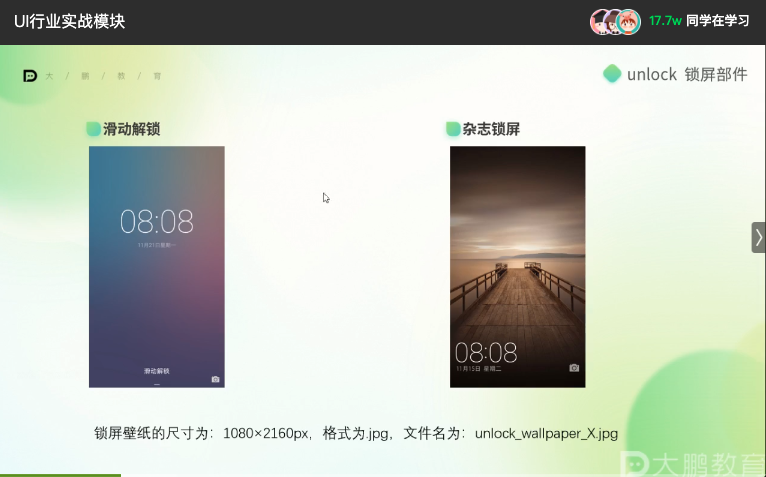 UI行业实战模块
17.7w 同学在学习
大 / 鹏 / 教 / 育
unlock 锁屏部件
滑动解锁
杂志锁屏
08:08
11月21日星期一
滑动解锁
08:08
11月15日 星期二
锁屏壁纸的尺寸为：1080×2160px，格式为.jpg，文件名为：unlock_wallpaper_X.jpg
大鹏教育